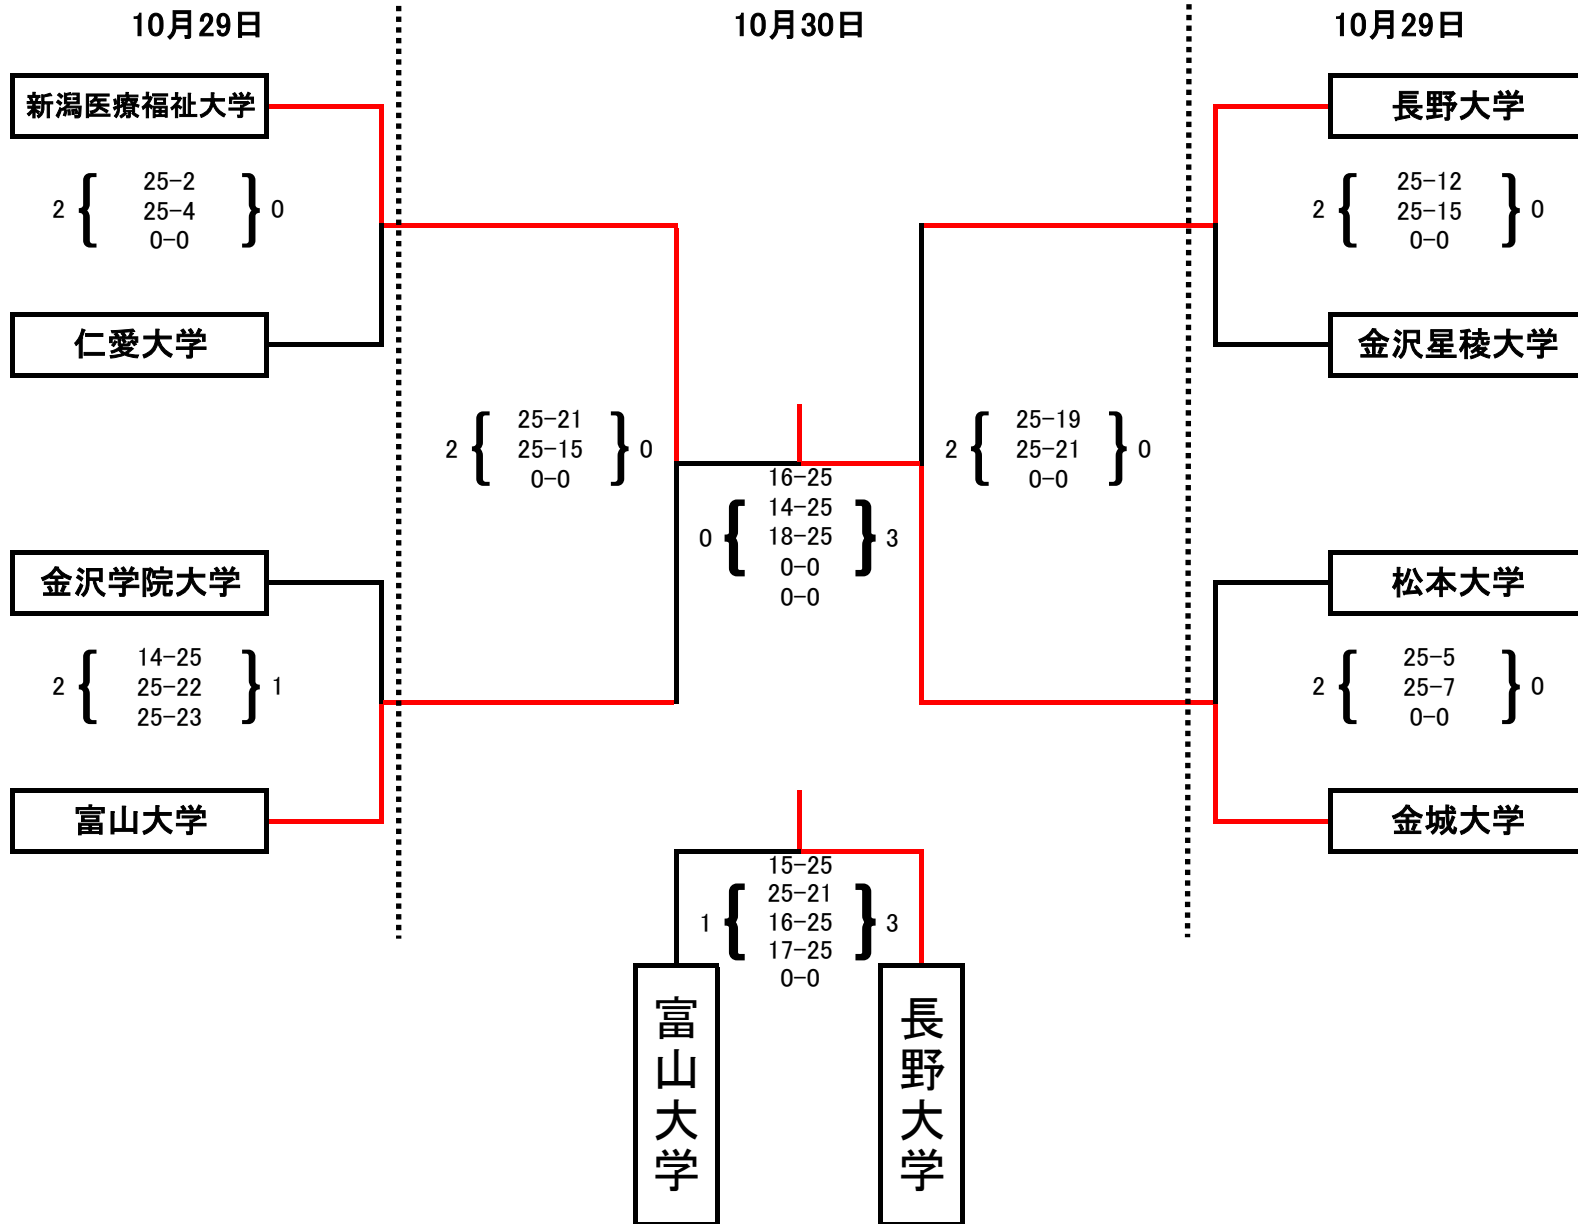 10月29日
10月30日
10月29日
新潟医療福祉大学
2 { 25-2 } 0
25-4
0-0
仁愛大学
金沢学院大学
2 { 14-25 } 1
25-22
25-23
富山大学
2 { 25-21 } 0
25-15
0-0
16-25
0 { 14-25 } 3
18-25
0-0
0-0
2 { 25-19 } 0
25-21
0-0
長野大学
2 { 25-12 } 0
25-15
0-0
金沢星稜大学
松本大学
2 { 25-5 } 0
25-7
0-0
金城大学
15-25
25-21
1 { 16-25 } 3
17-25
0-0
富山大学
長野大学